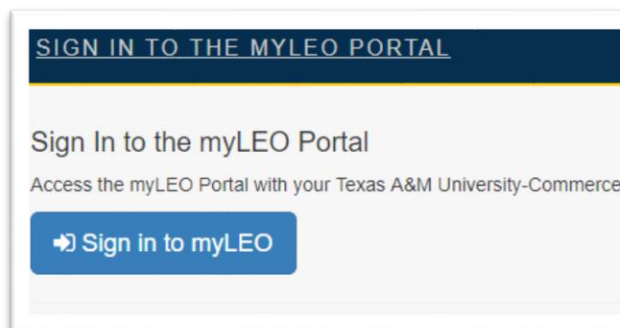 SIGN IN TO THE MYLEO PORTAL
Sign In to the myLEO Portal
Access the myLEO Portal with your Texas A&M University-Commerce
Sign in to myLEO